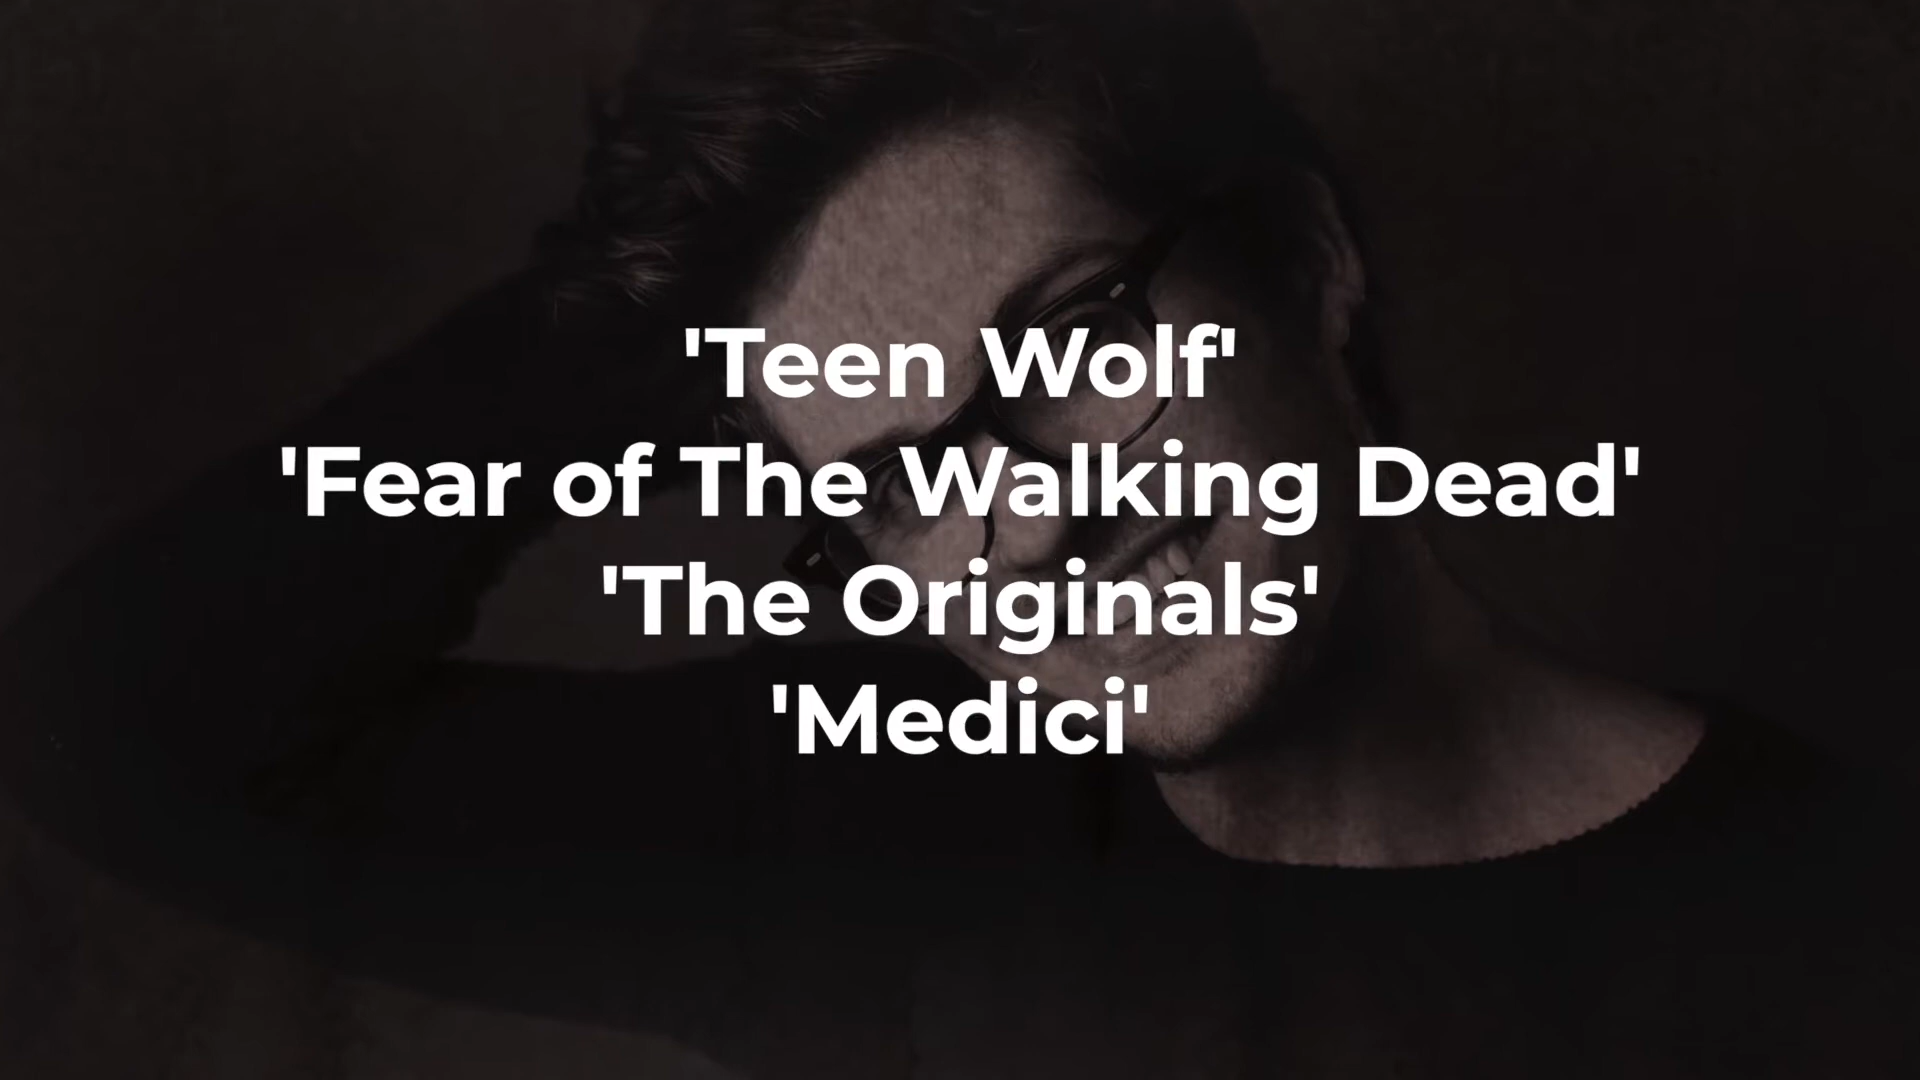 'Teen Wolf'
'Fear of The Walking Dead'
'The Originals'
'Medici'